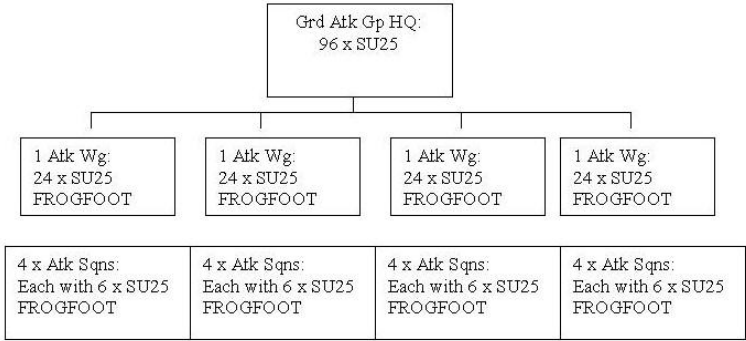 Grd Atk Gp HQ:
96 x SU25
1 Atk Wg:
24 x SU25
FROGFOOT
1 Atk Wg:
24 x SU25
FROGFOOT
1 Atk Wg:
24 x SU25
FROGFOOT
1 Atk Wg:
24 x SU25
FROGFOOT
4 x Atk Sqns:
Each with 6 x SU25
FROGFOOT
4 x Atk Sqns:
Each with 6 x SU25
FROGFOOT
4 x Atk Sqns:
Each with 6 x SU25
FROGFOOT
4 x Atk Sqns:
Each with 6 x SU25
FROGFOOT